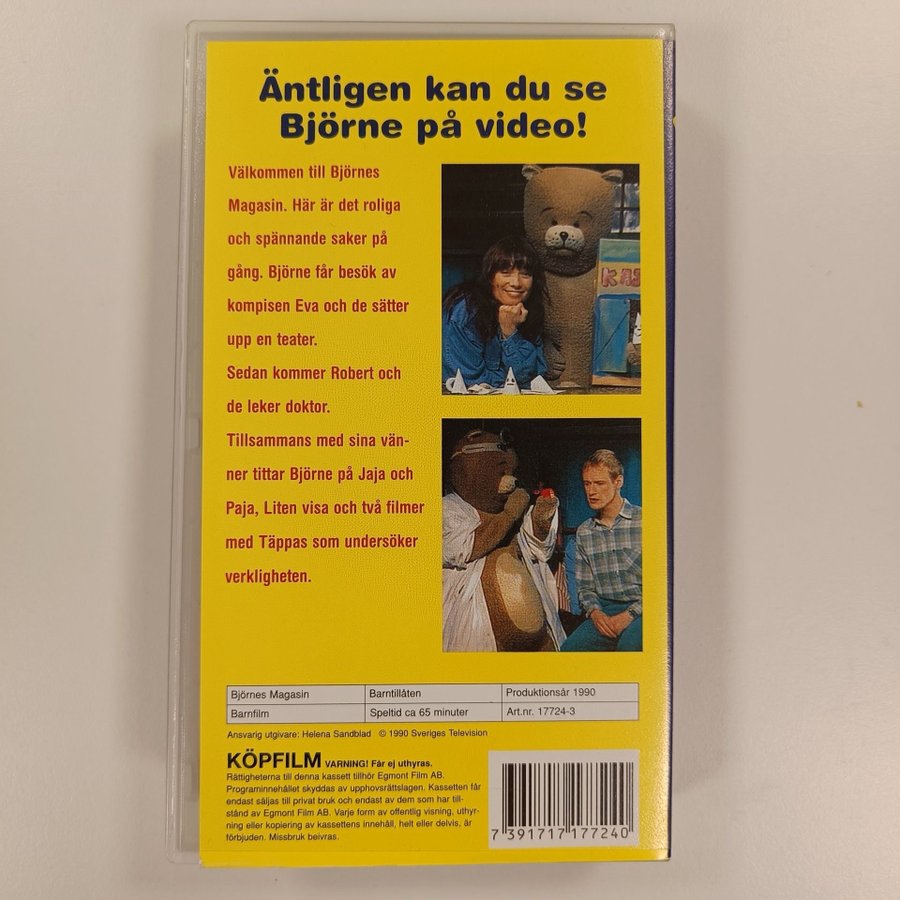 Äntligen kan du se
Björne på video!
Välkommen till Björnes
Magasin. Här är det roliga
och spännande saker på
gång. Björne får besök av
kompisen Eva och de sätter
upp en teater.
Sedan kommer Robert och
de leker doktor.
Tillsammans med sina vän-
ner tittar Björne på Jaja och
Paja, Liten visa och två filmer
med Täppas som undersöker
verkligheten.
KAS
Björnes Magasin Barntillåten Produktionsår 1990
Barnfilm Speltid ca 65 minuter Art.nr. 17724-3
Ansvarig utgivare: Helena Sandblad © 1990 Sveriges Television
KÖPFILM VARNING! Får ej uthyras.
Rättigheterna till denna kassett tillhör Egmont Film AB.
Programinnehållet skyddas av upphovsrättslagen. Kassetten får
endast säljas till privat bruk och endast av dem som har till-
stånd av Egmont Film AB. Varje form av offentlig visning, uthyr-
ning eller kopiering av kassettens innehåll, helt eller delvis, är
förbjuden. Missbruk beivras.
7 391717 177240